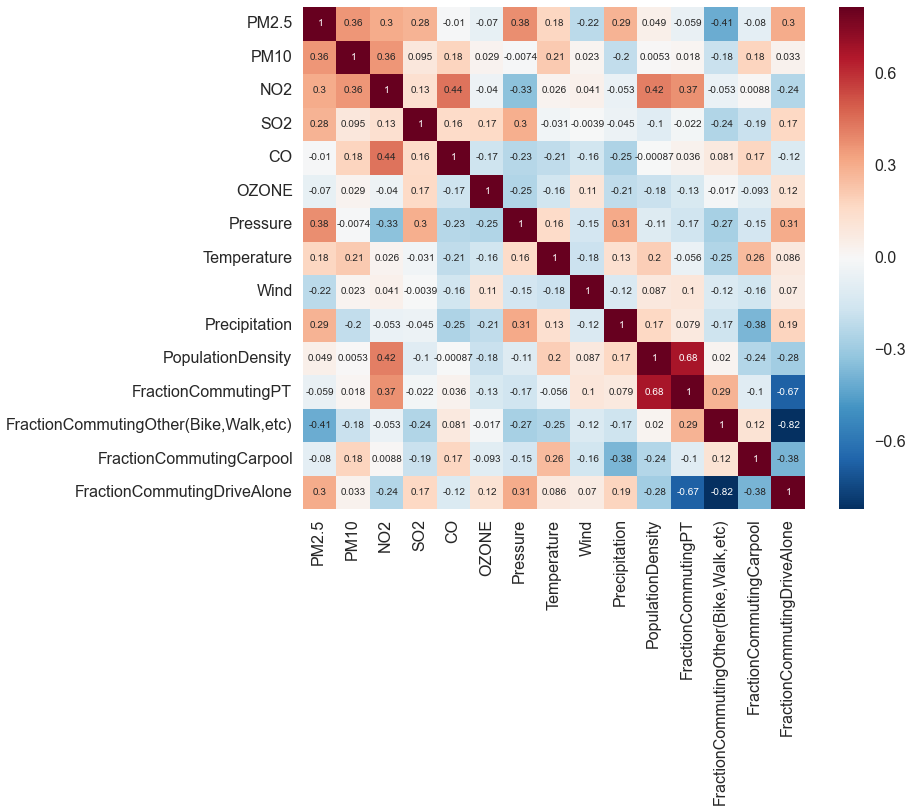 PM2.5 1 0.36 0.3 0.28 -0.01 -0.07 0.38 0.18 -0.22 0.29 0.049 -0.059 -0.41 -0.08 0.3
PM10 0.36 1 0.36 0.095 0.18 0.029 -0.0074 0.21 0.023 -0.2 0.0053 0.018 -0.18 0.18 0.033
NO2 0.3 0.36 1 0.13 0.44 -0.04 -0.33 0.026 0.041 -0.053 0.42 0.37 -0.053 0.0088 -0.24
SO2 0.28 0.095 0.13 1 0.16 0.17 0.3 -0.031 -0.0039 -0.045 -0.1 -0.022 -0.24 -0.19 0.17
CO -0.01 0.18 0.44 0.16 1 -0.17 -0.23 -0.21 -0.16 -0.25 -0.00087 0.036 0.081 0.17 -0.12
OZONE -0.07 0.029 -0.04 0.17 -0.17 1 -0.25 -0.16 0.11 -0.21 -0.18 -0.13 -0.017 -0.093 0.12
Pressure 0.38 -0.0074 -0.33 0.3 -0.23 -0.25 1 0.16 -0.15 0.31 -0.11 -0.17 -0.27 -0.15 0.31
Temperature 0.18 0.21 0.026 -0.031 -0.21 -0.16 0.16 1 -0.18 0.13 0.2 -0.056 -0.25 0.26 0.086
Wind -0.22 0.023 0.041 -0.0039 -0.16 0.11 -0.15 -0.18 1 -0.12 0.087 0.1 -0.12 -0.16 0.07
Precipitation 0.29 -0.2 -0.053 -0.045 -0.25 -0.21 0.31 0.13 -0.12 1 0.17 0.079 -0.17 -0.38 0.19
PopulationDensity 0.049 0.0053 0.42 -0.1 -0.00087 -0.18 -0.11 0.2 0.087 0.17 1 0.68 0.02 -0.24 -0.28
FractionCommutingPT -0.059 0.018 0.37 -0.022 0.036 -0.13 -0.17 -0.056 0.1 0.079 0.68 1 0.29 -0.1 -0.67
FractionCommutingOther(Bike,Walk,etc) -0.41 -0.18 -0.053 -0.24 0.081 -0.017 -0.27 -0.25 -0.12 -0.17 0.02 0.29 1 0.12 -0.82
FractionCommutingCarpool -0.08 0.18 0.0088 -0.19 0.17 -0.093 -0.15 0.26 -0.16 -0.38 -0.24 -0.1 0.12 1 -0.38
FractionCommutingDriveAlone 0.3 0.033 -0.24 0.17 -0.12 0.12 0.31 0.086 0.07 0.19 -0.28 -0.67 -0.82 -0.38 1
PM2.5
PM10
NO2
SO2
CO
OZONE
Pressure
Temperature
Wind
Precipitation
PopulationDensity
FractionCommutingPT
FractionCommutingOther(Bike,Walk,etc)
FractionCommutingCarpool
FractionCommutingDriveAlone
0.6
0.3
0.0
−0.3
−0.6